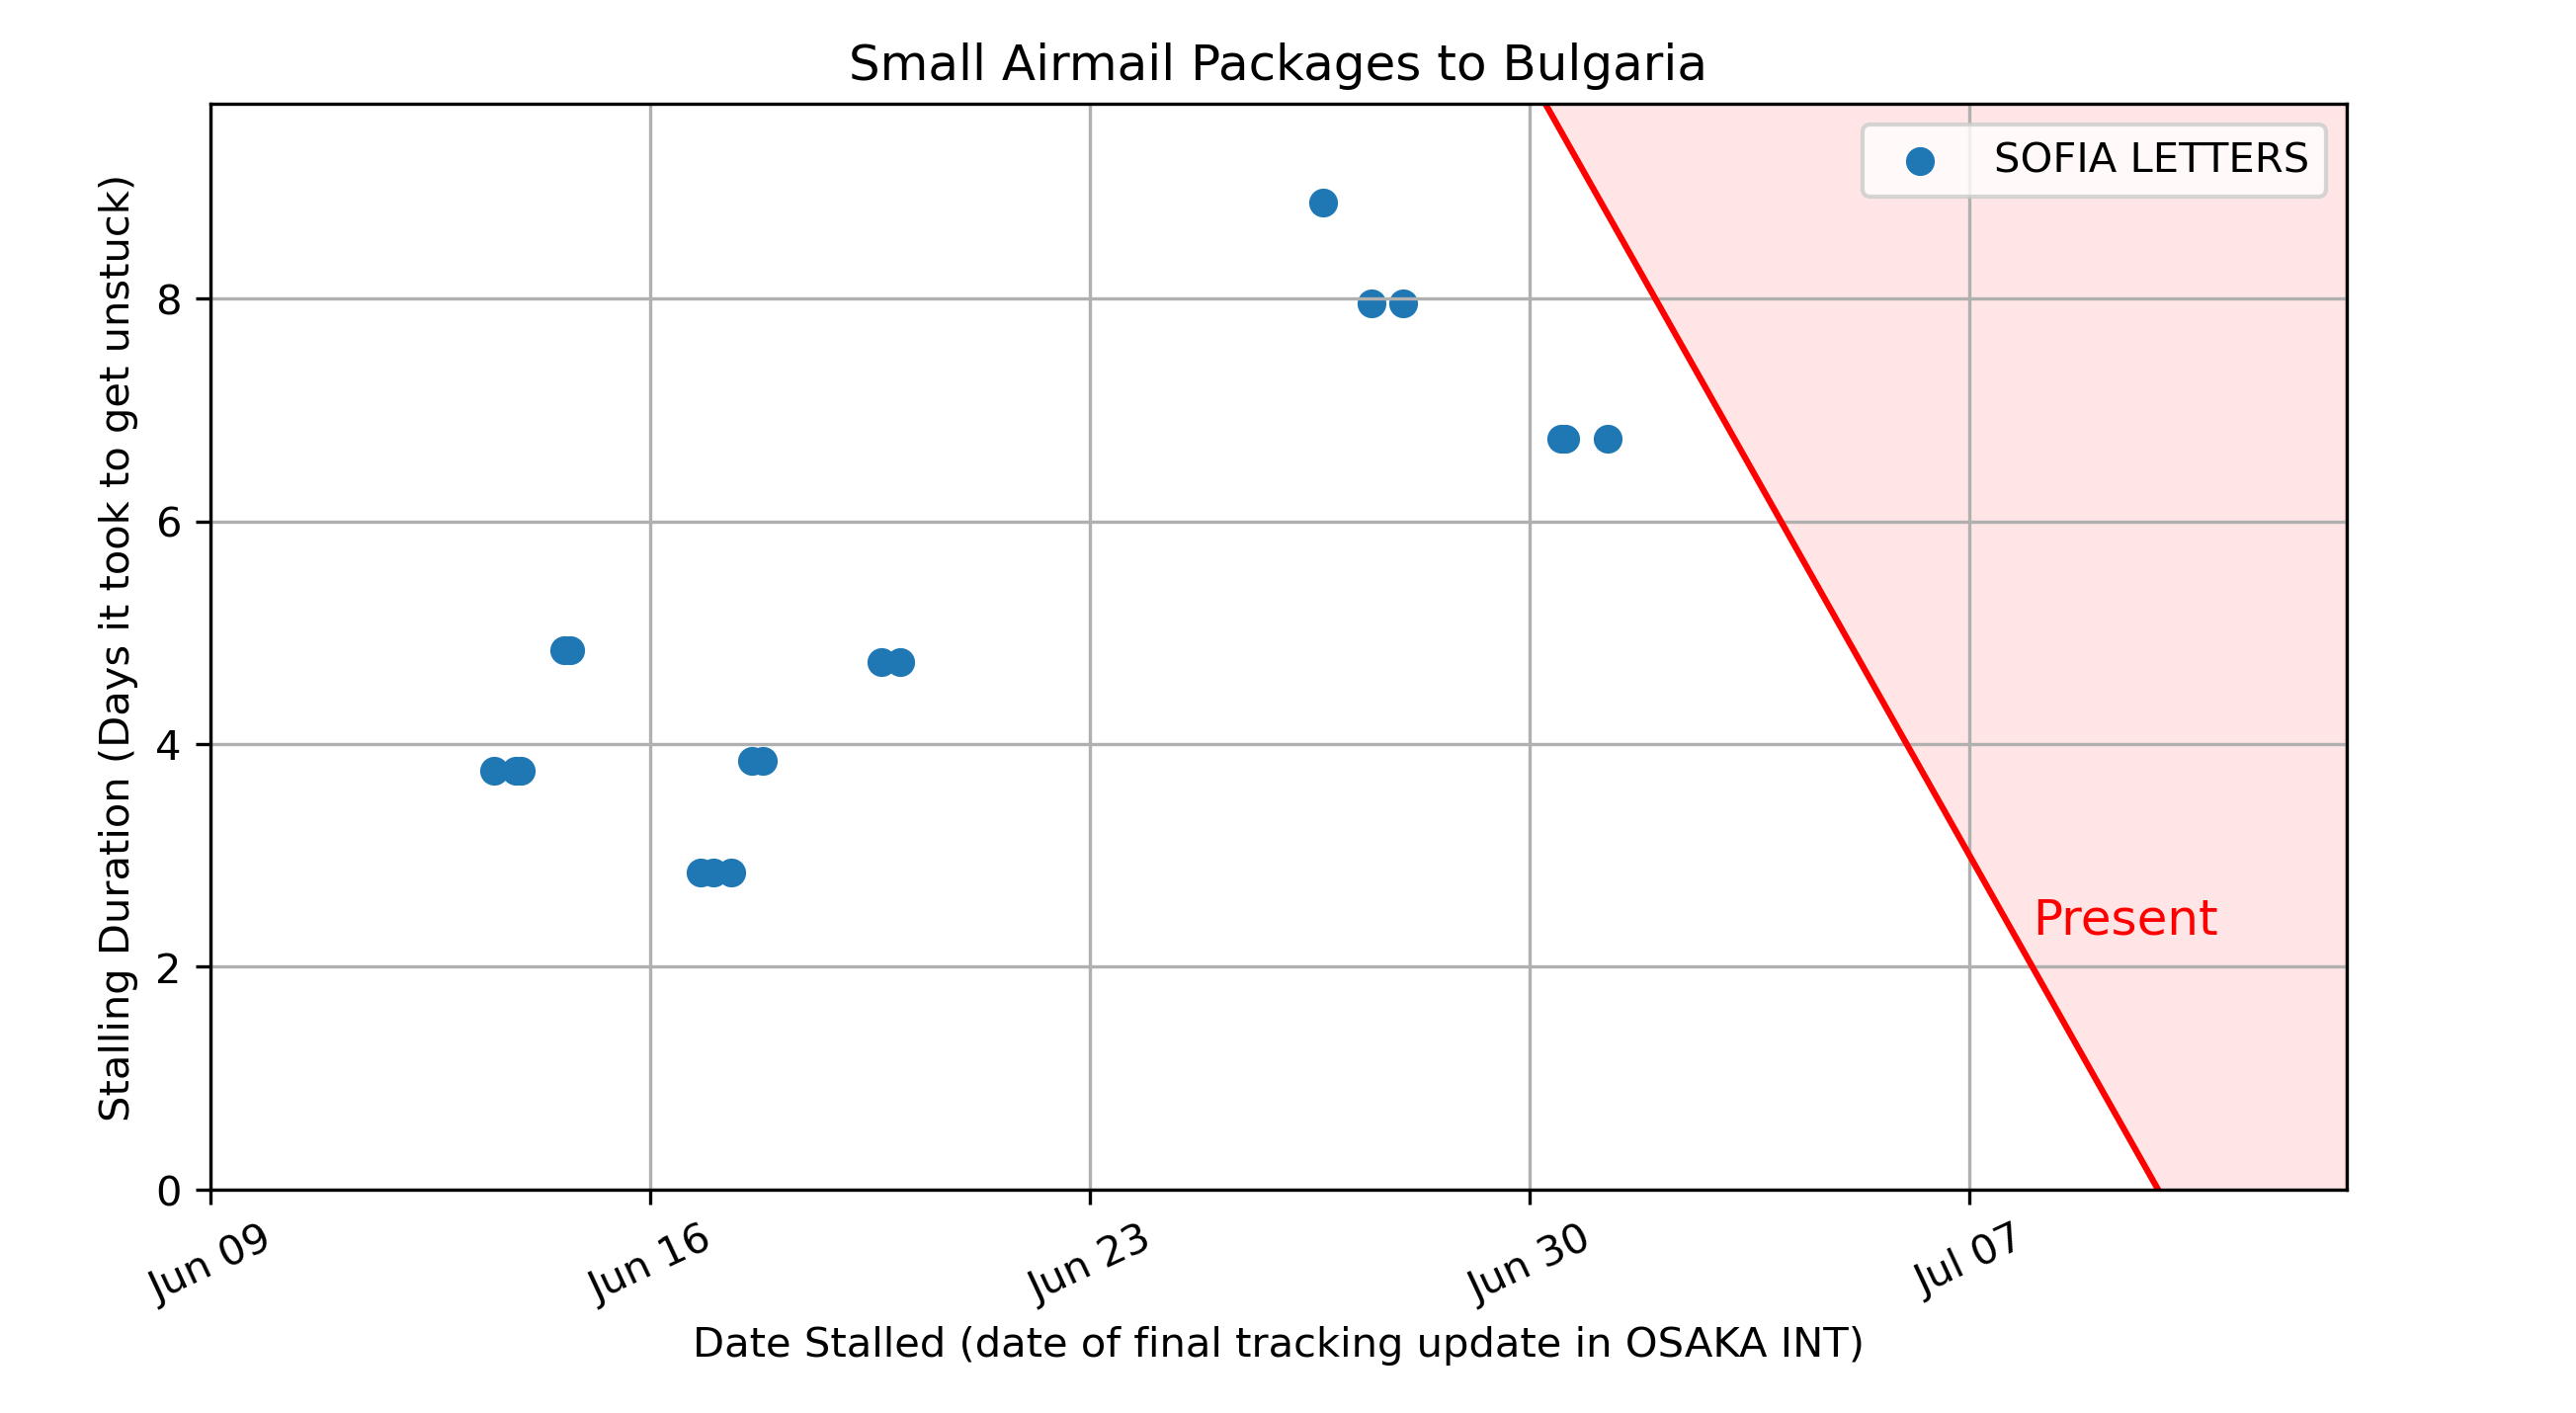 Small Airmail Packages to Bulgaria
SOFIA LETTERS
Stalling Duration (Days it took to get unstuck)
8
6
4
2
0
Present
Jun 09
Jun 16
Jun 23
Jun 30
Jul 07
Date Stalled (date of final tracking update in OSAKA INT)